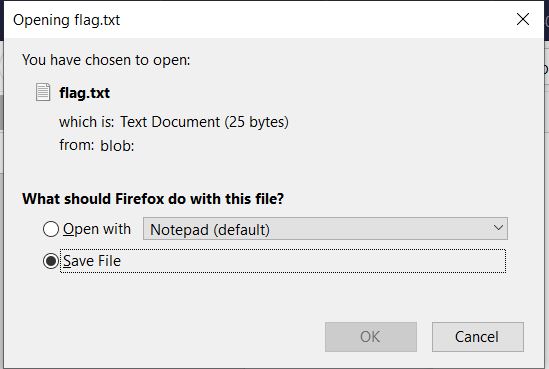 Opening flag.txt
You have chosen to open:
flag.txt
which is: Text Document (25 bytes)
from: blob:
What should Firefox do with this file?
Open with Notepad (default)
Save File
OK Cancel